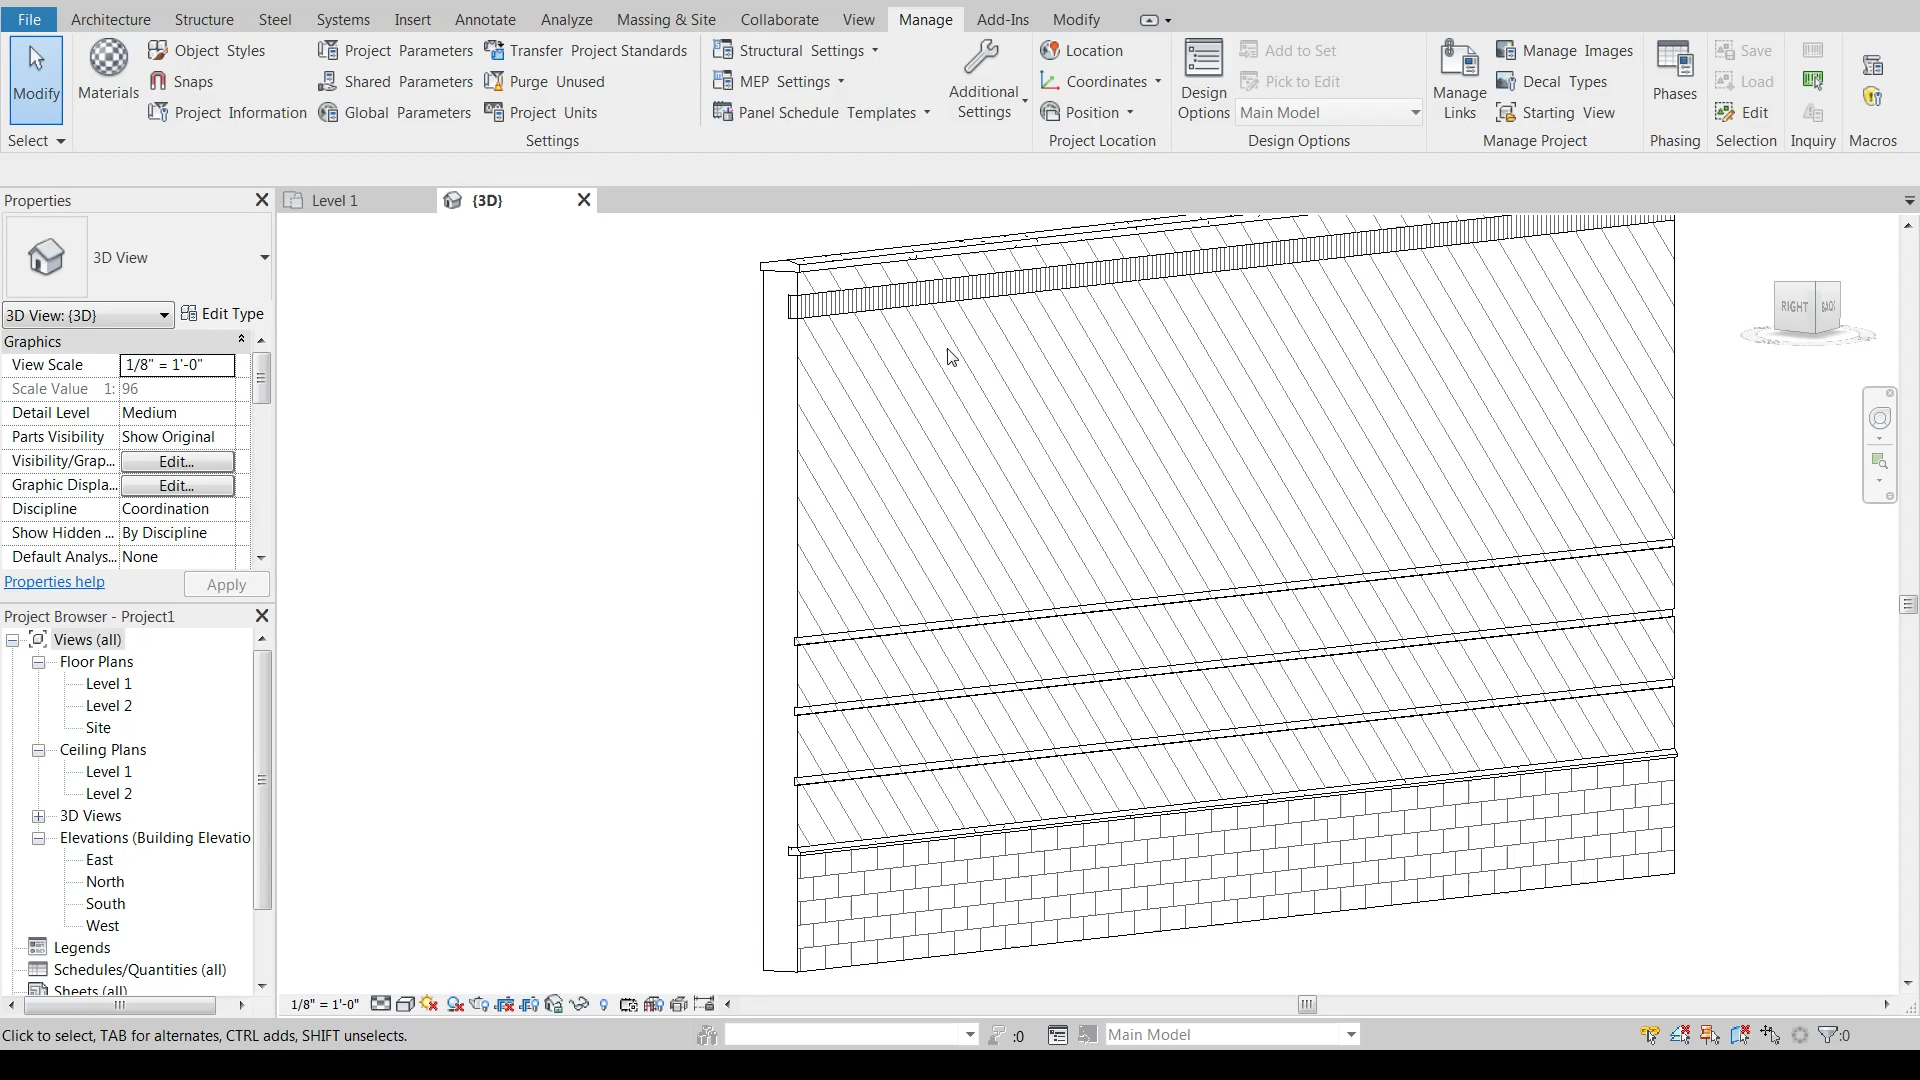 File Architecture Structure Steel Systems Insert Annotate Analyze Massing & Site Collaborate View Manage Add-Ins Modify
Modify
Select
Materials
Object Styles
Snaps
Project Information
Project Parameters
Shared Parameters
Global Parameters
Transfer Project Standards
Purge Unused
Project Units
Structural Settings
MEP Settings
Panel Schedule Templates
Additional
Settings
Settings
Location
Coordinates
Position
Project Location
Design
Options
Add to Set
Pick to Edit
Main Model
Design Options
Manage
Links
Manage Images
Decal Types
Starting View
Manage Project
Phases
Phasing
Save
Load
Edit
Selection
Inquiry
Macros
Properties
Level 1
{3D}
3D View
3D View: {3D}
Edit Type
Graphics
View Scale 1/8" = 1'-0"
Scale Value 1: 96
Detail Level Medium
Parts Visibility Show Original
Visibility/Grap... Edit...
Graphic Displa... Edit...
Discipline Coordination
Show Hidden ... By Discipline
Default Analys... None
Properties help
Apply
Project Browser - Project1
Views (all)
Floor Plans
Level 1
Level 2
Site
Ceiling Plans
Level 1
Level 2
3D Views
Elevations (Building Elevatio
East
North
South
West
Legends
Schedules/Quantities (all)
Sheets (all)
RIGHT
BACK
1/8" = 1'-0"
Click to select, TAB for alternates, CTRL adds, SHIFT unselects.
:0
Main Model
:0